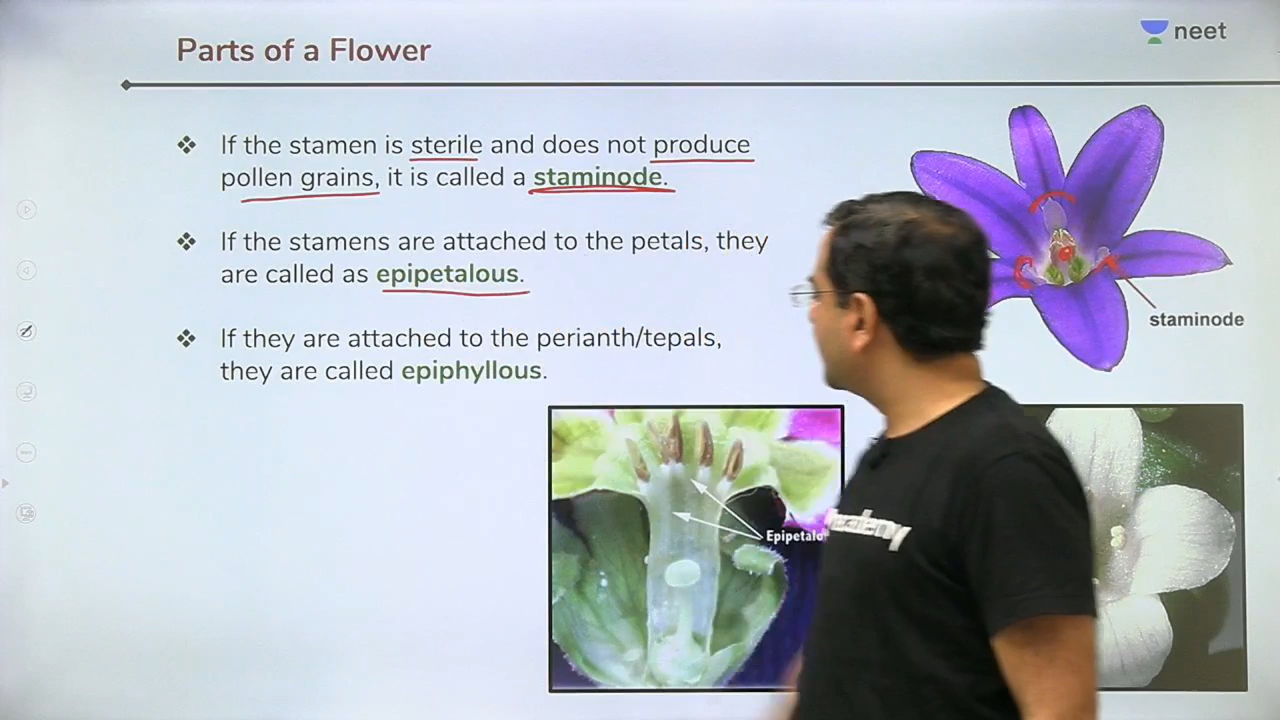 Parts of a Flower
neet
❖ If the stamen is sterile and does not produce
pollen grains, it is called a staminode.
❖ If the stamens are attached to the petals, they
are called as epipetalous.
❖ If they are attached to the perianth/tepals,
they are called epiphyllous.
staminode